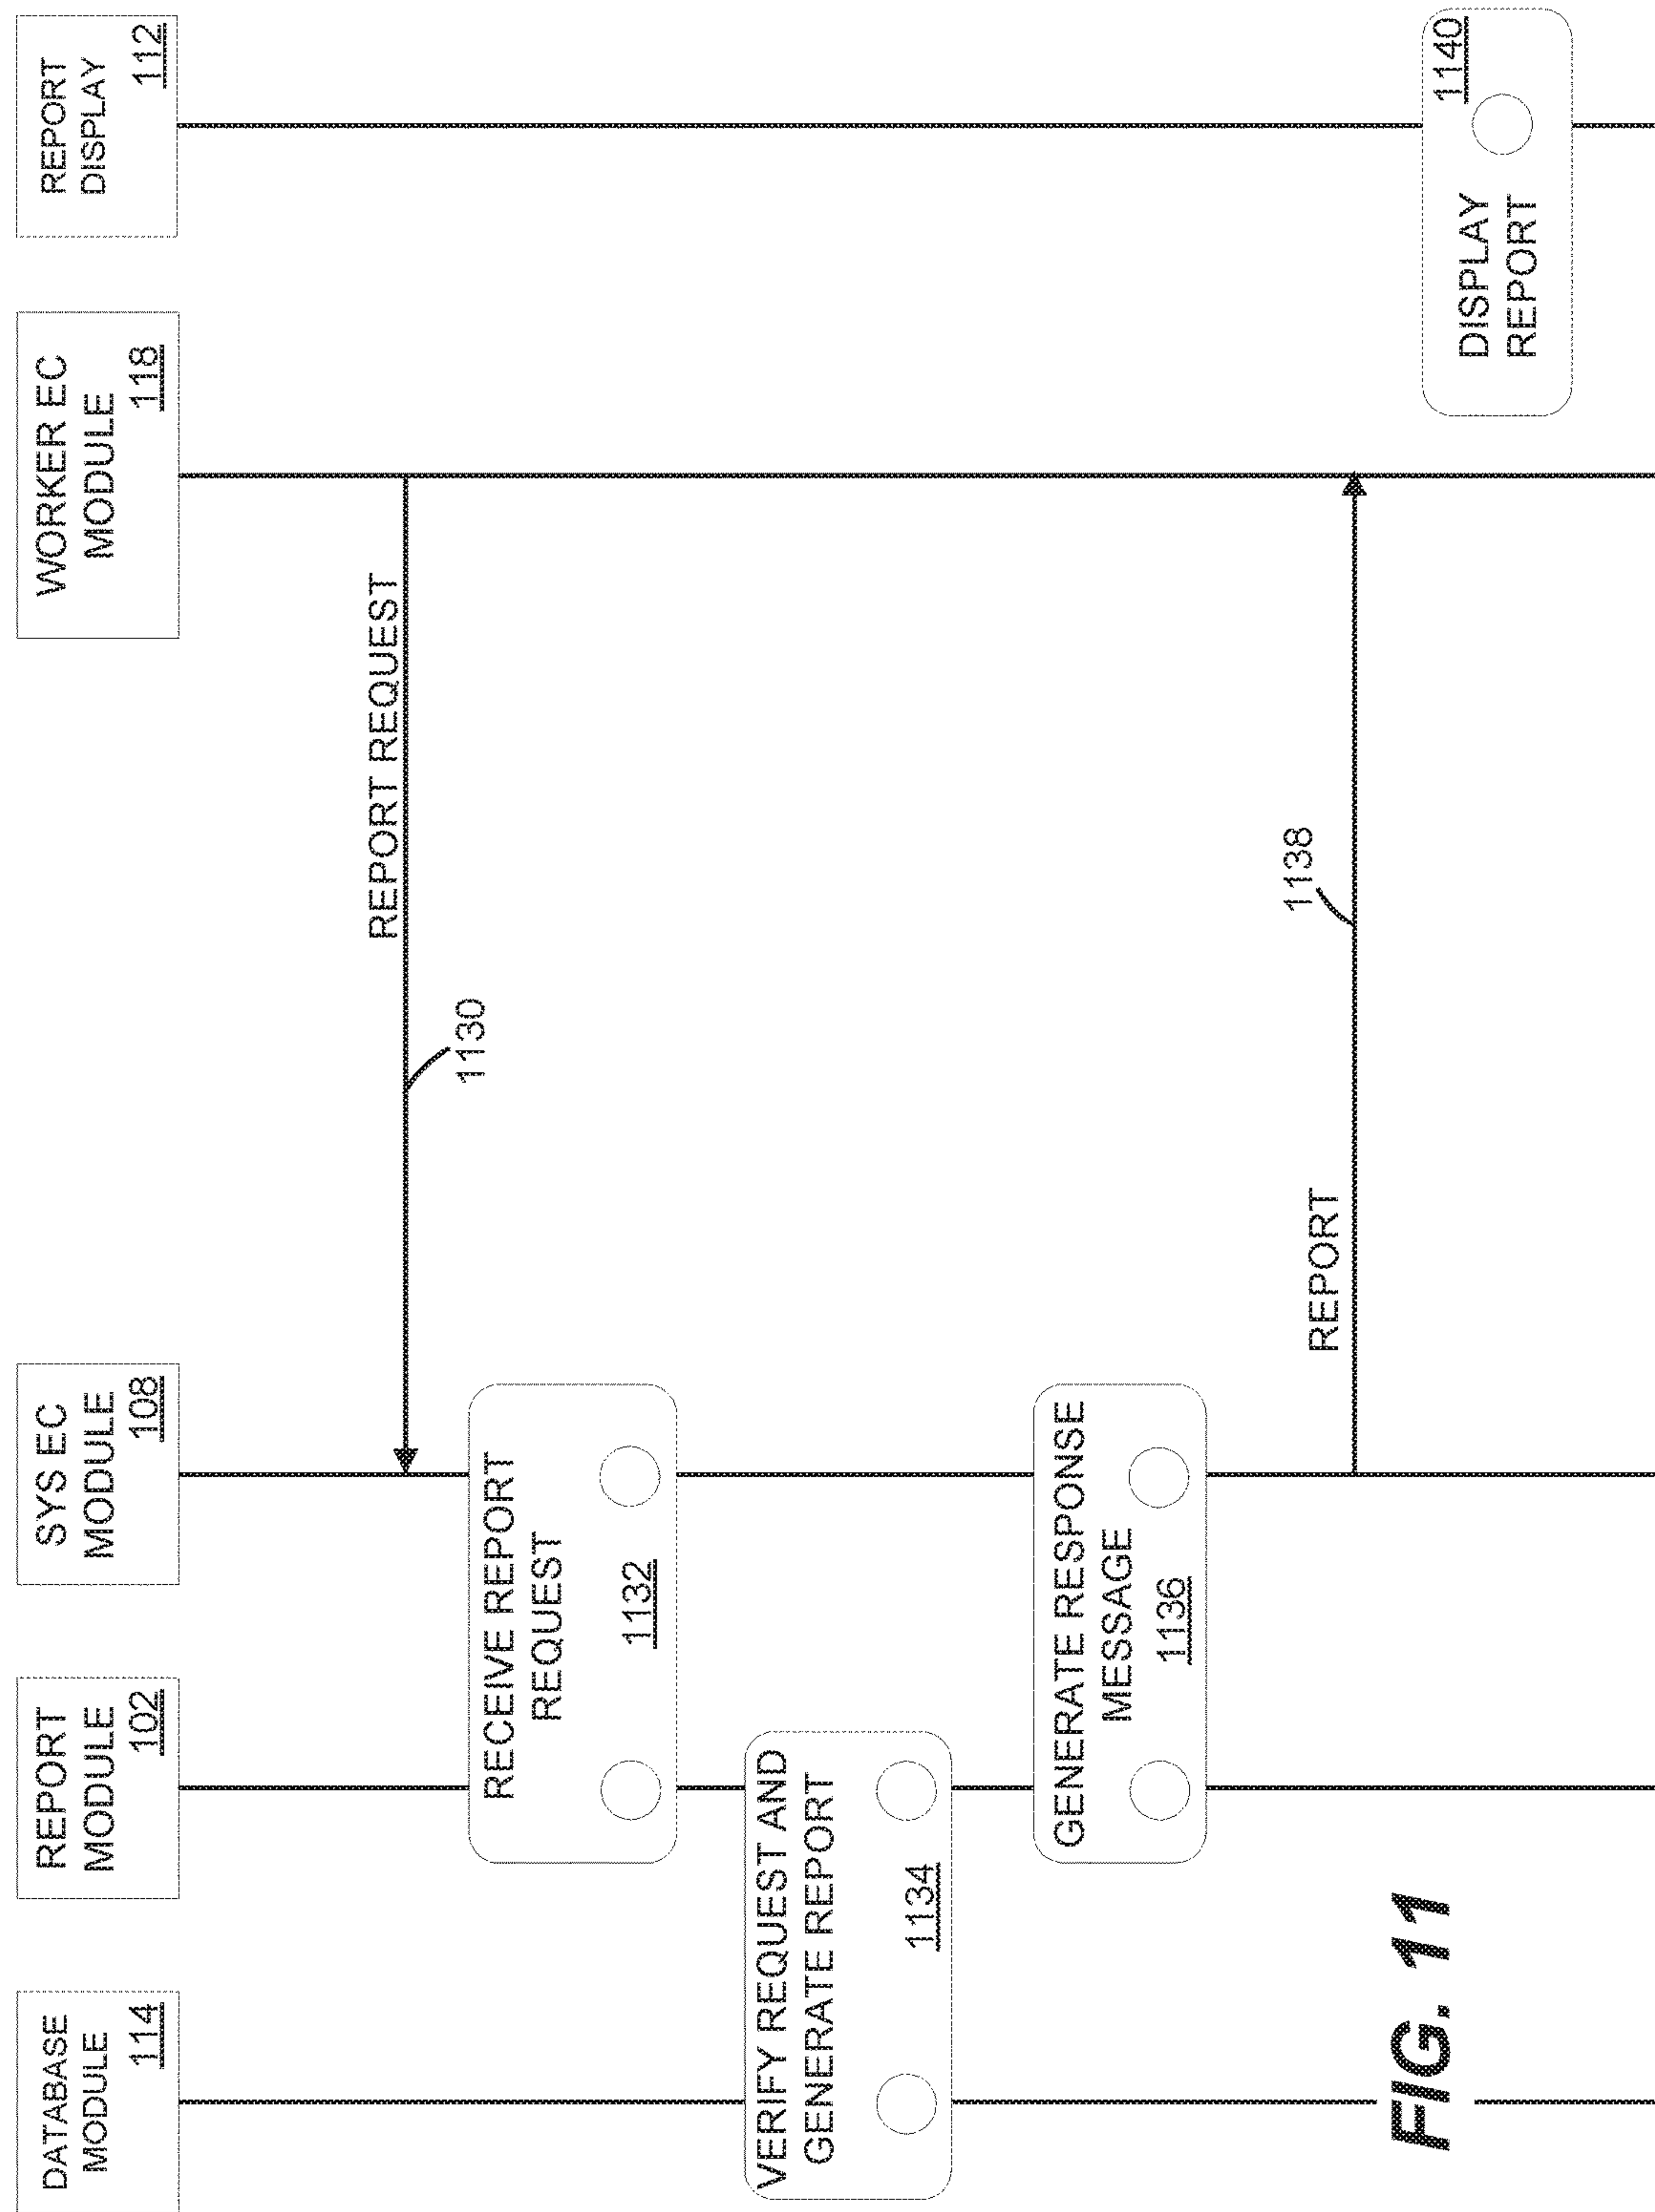 DATABASE
MODULE
114
REPORT
MODULE
102
SYS EC
MODULE
108
WORKER EC
MODULE
118
REPORT
DISPLAY
112
REPORT REQUEST
1130
RECEIVE REPORT
REQUEST
1132
VERIFY REQUEST AND
GENERATE REPORT
1134
GENERATE RESPONSE
MESSAGE
1136
REPORT
1138
DISPLAY
REPORT
1140
FIG. 11